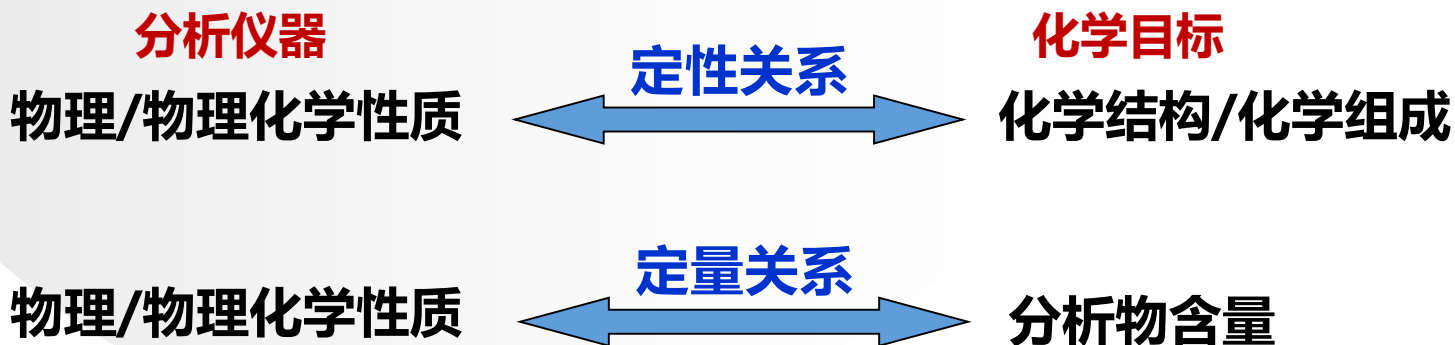 分析仪器 化学目标
定性关系
物理/物理化学性质 化学结构/化学组成
定量关系
物理/物理化学性质 分析物含量